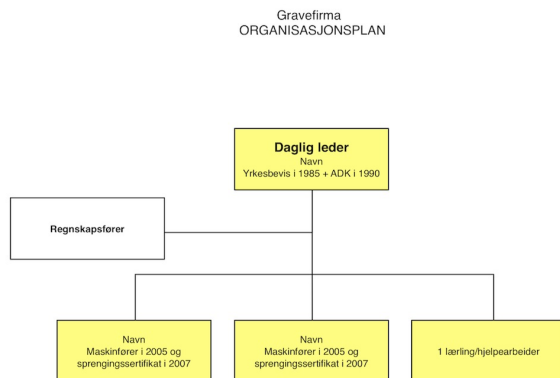 Gravefirma
ORGANISASJONSPLAN
Daglig leder
Navn
Yrkesbevis i 1985 + ADK i 1990
Regnskapsfører
Navn
Maskinfører i 2005 og
sprengingssertifikat i 2007
Navn
Maskinfører i 2005 og
sprengingssertifikat i 2007
1 lærling/hjelpearbeider